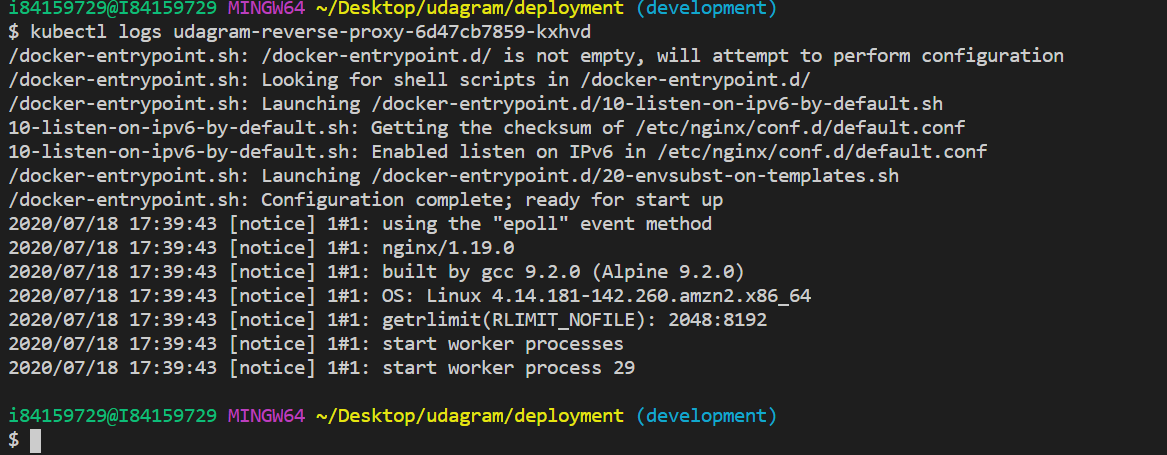 i84159729@I84159729 MINGW64 ~/Desktop/udagram/deployment (development)
$ kubectl logs udagram-reverse-proxy-6d47cb7859-kxhvd
/docker-entrypoint.sh: /docker-entrypoint.d/ is not empty, will attempt to perform configuration
/docker-entrypoint.sh: Looking for shell scripts in /docker-entrypoint.d/
/docker-entrypoint.sh: Launching /docker-entrypoint.d/10-listen-on-ipv6-by-default.sh
10-listen-on-ipv6-by-default.sh: Getting the checksum of /etc/nginx/conf.d/default.conf
10-listen-on-ipv6-by-default.sh: Enabled listen on IPv6 in /etc/nginx/conf.d/default.conf
/docker-entrypoint.sh: Launching /docker-entrypoint.d/20-envsubst-on-templates.sh
/docker-entrypoint.sh: Configuration complete; ready for start up
2020/07/18 17:39:43 [notice] 1#1: using the "epoll" event method
2020/07/18 17:39:43 [notice] 1#1: nginx/1.19.0
2020/07/18 17:39:43 [notice] 1#1: built by gcc 9.2.0 (Alpine 9.2.0)
2020/07/18 17:39:43 [notice] 1#1: OS: Linux 4.14.181-142.260.amzn2.x86_64
2020/07/18 17:39:43 [notice] 1#1: getrlimit(RLIMIT_NOFILE): 2048:8192
2020/07/18 17:39:43 [notice] 1#1: start worker processes
2020/07/18 17:39:43 [notice] 1#1: start worker process 29
i84159729@I84159729 MINGW64 ~/Desktop/udagram/deployment (development)
$